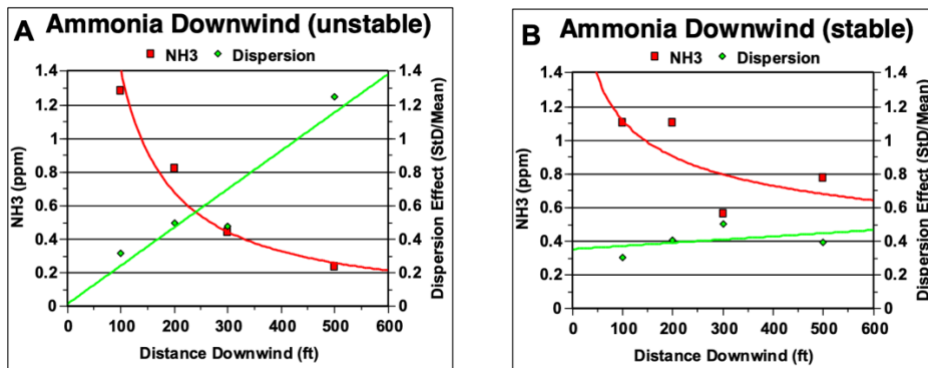 A Ammonia Downwind (unstable)
NH3 Dispersion
NH3 (ppm)
1.4
1.2
1
0.8
0.6
0.4
0.2
0
0 100 200 300 400 500 600
Distance Downwind (ft)
1.4
1.2
1
0.8
0.6
0.4
0.2
0
Dispersion Effect (StD/Mean)
B Ammonia Downwind (stable)
NH3 Dispersion
NH3 (ppm)
1.4
1.2
1
0.8
0.6
0.4
0.2
0
0 100 200 300 400 500 600
Distance Downwind (ft)
1.4
1.2
1
0.8
0.6
0.4
0.2
0
Dispersion Effect (StD/Mean)